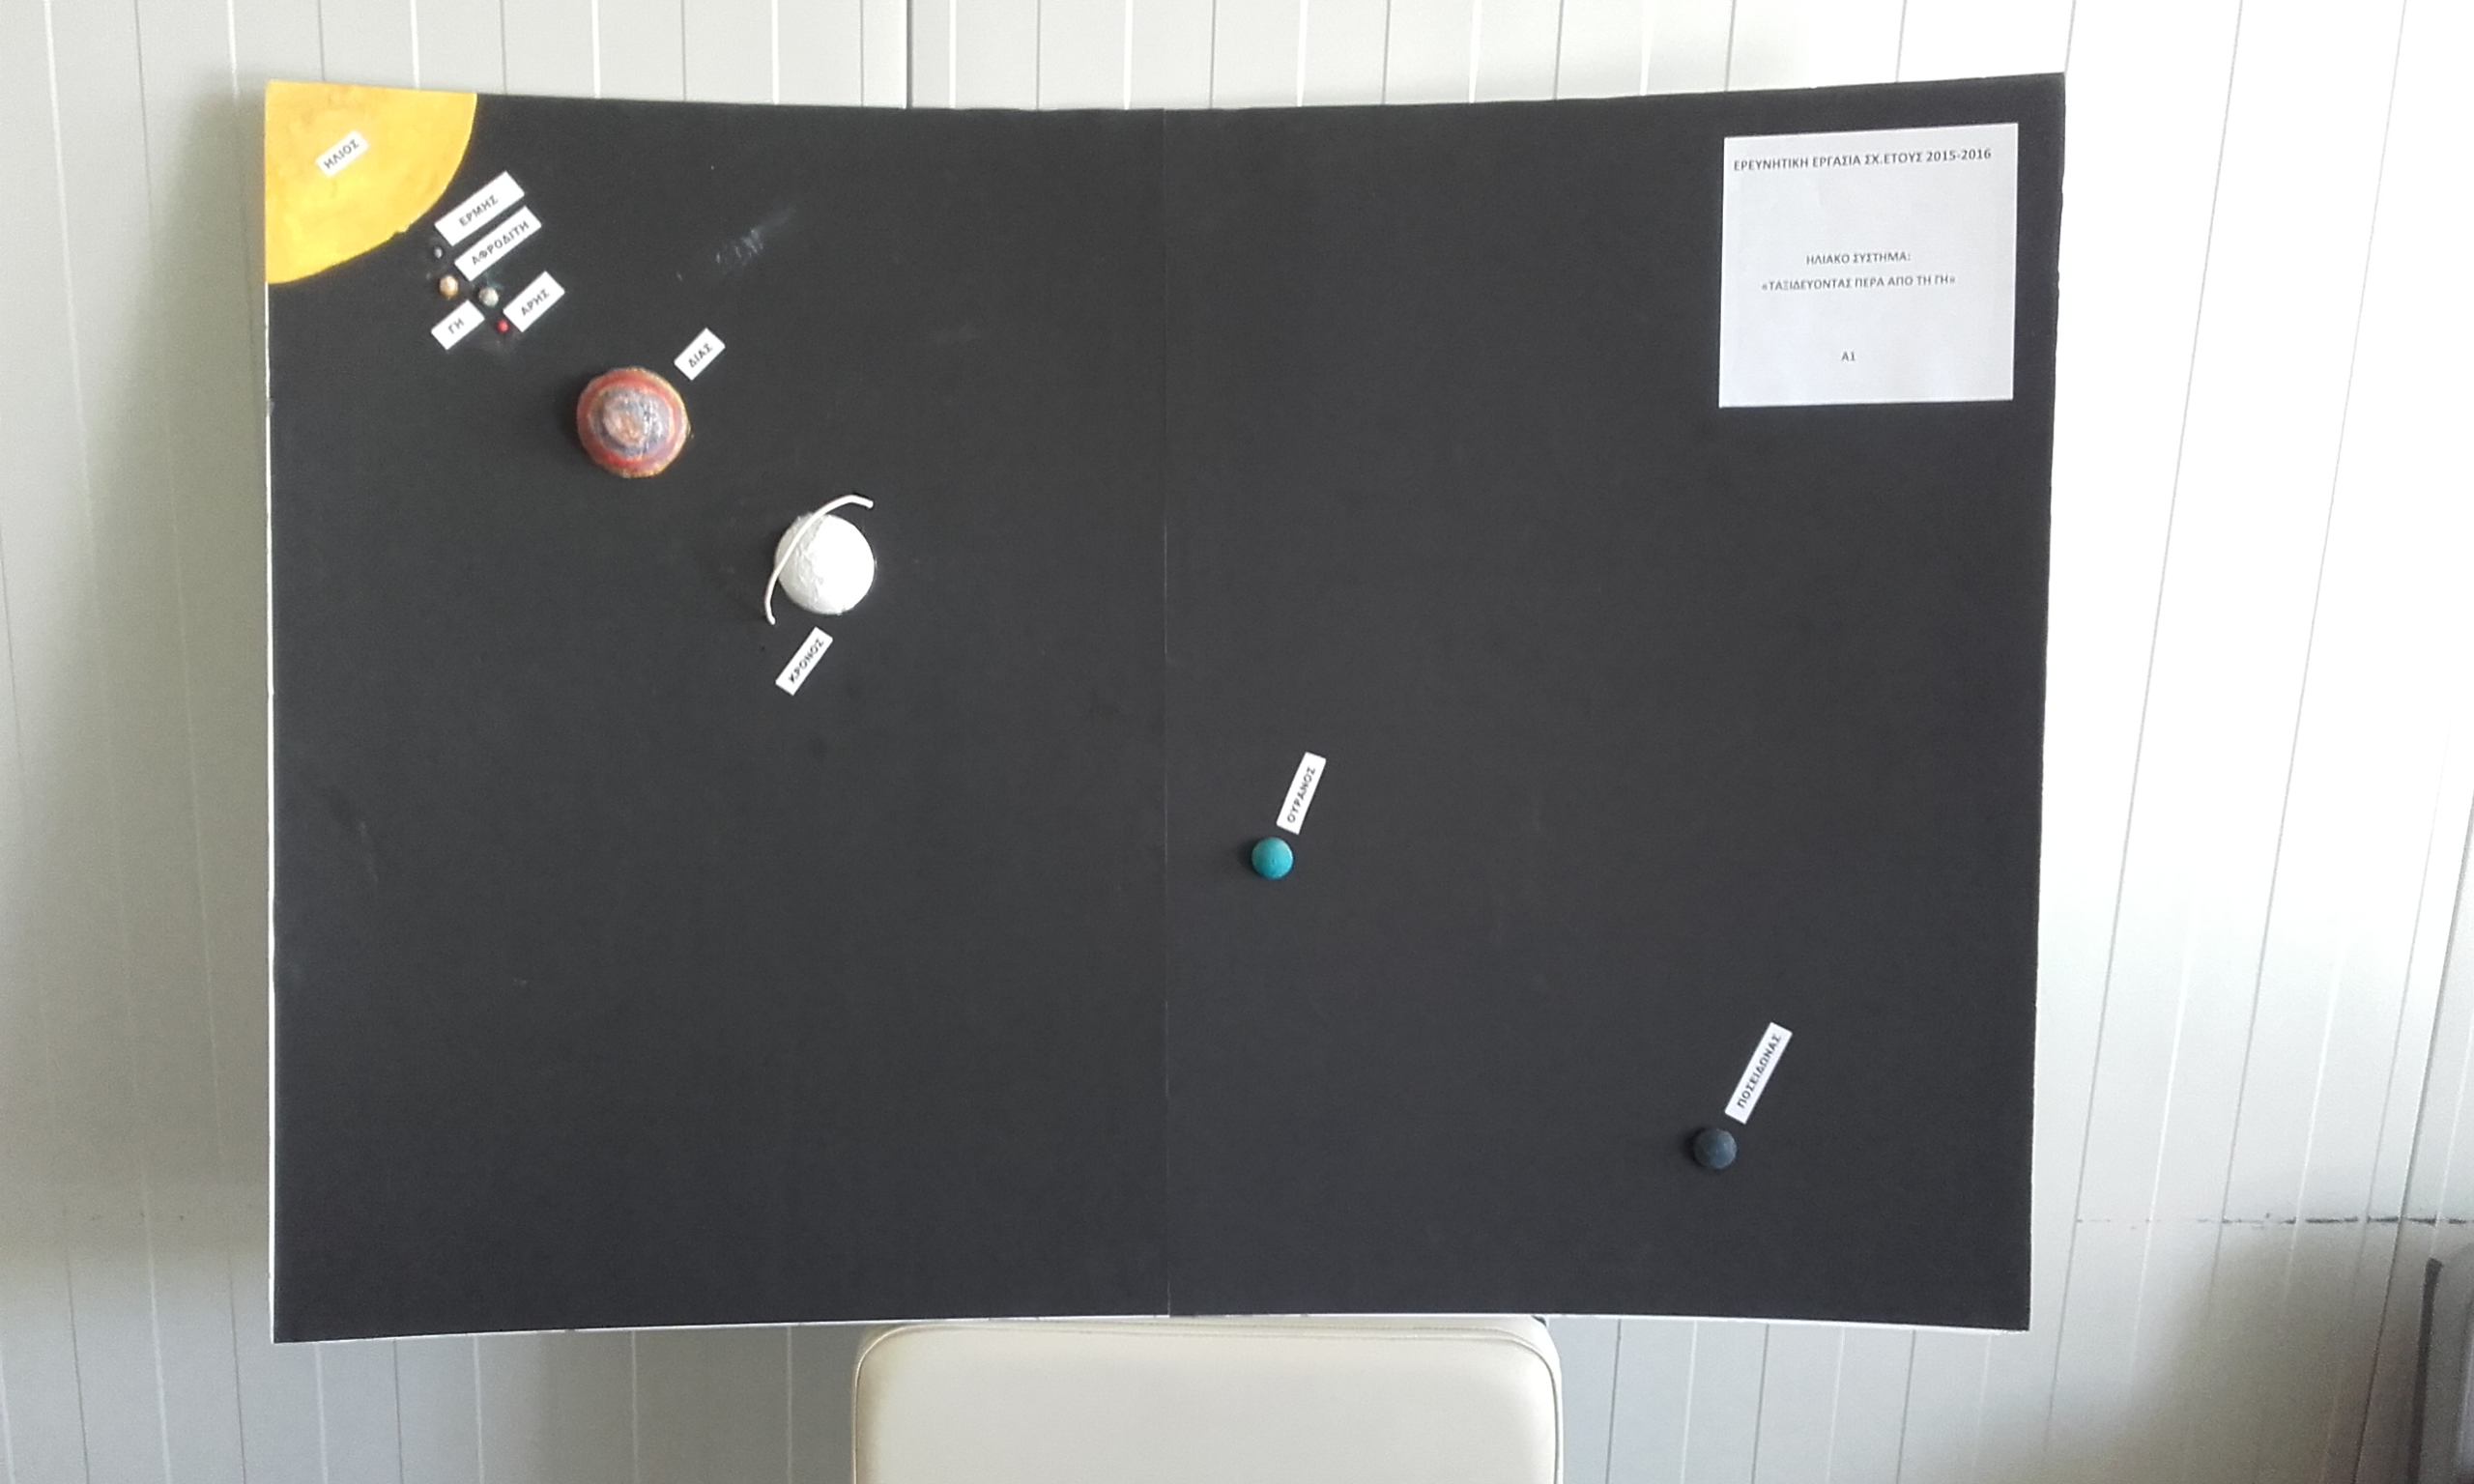 ΗΛΙΟΣ
ΕΡΜΗΣ
ΑΦΡΟΔΙΤΗ
ΓΗ
ΑΡΗΣ
ΔΙΑΣ
ΚΡΟΝΟΣ
ΟΥΡΑΝΟΣ
ΠΟΣΕΙΔΩΝΑΣ
ΕΡΕΥΝΗΤΙΚΗ ΕΡΓΑΣΙΑ ΣΧ.ΕΤΟΥΣ 2015-2016
ΗΛΙΑΚΟ ΣΥΣΤΗΜΑ:
«ΤΑΞΙΔΕΥΟΝΤΑΣ ΠΕΡΑ ΑΠΟ ΤΗ ΓΗ»
Α1